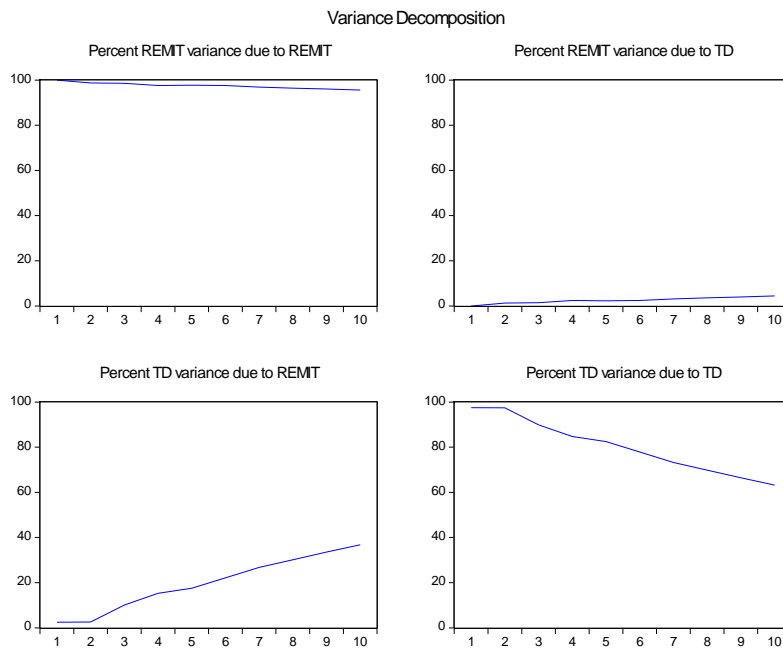 Variance Decomposition
Percent REMIT variance due to REMIT
100
80
60
40
20
0
1 2 3 4 5 6 7 8 9 10
Percent REMIT variance due to TD
100
80
60
40
20
0
1 2 3 4 5 6 7 8 9 10
Percent TD variance due to REMIT
100
80
60
40
20
0
1 2 3 4 5 6 7 8 9 10
Percent TD variance due to TD
100
80
60
40
20
0
1 2 3 4 5 6 7 8 9 10